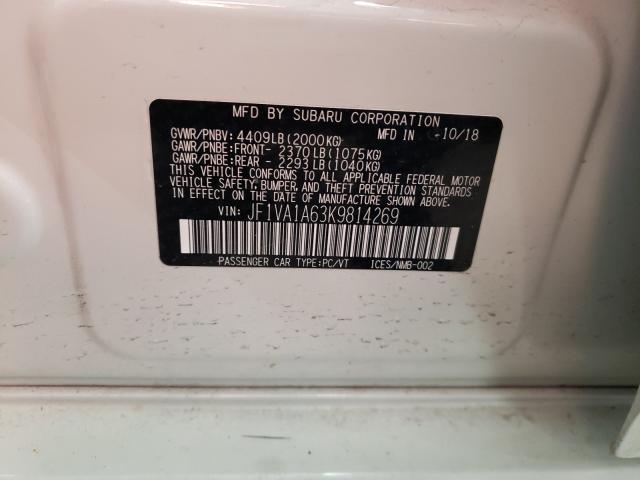 MFD BY SUBARU CORPORATION
GVWR/PNBV: 4409LB(2000KG) MFD IN -10/18
GAWR/PNBE:FRONT- 2370LB(1075KG)
GAWR/PNBE:REAR - 2293LB(1040KG)
THIS VEHICLE CONFORMS TO ALL APPLICABLE FEDERAL MOTOR
VEHICLE SAFETY, BUMPER, AND THEFT PREVENTION STANDARDS
IN EFFECT ON THE DATE OF MANUFACTURE SHOWN ABOVE.
VIN: JF1VA1A63K9814269
PASSENGER CAR TYPE:PC/VT ICES/NMB-002